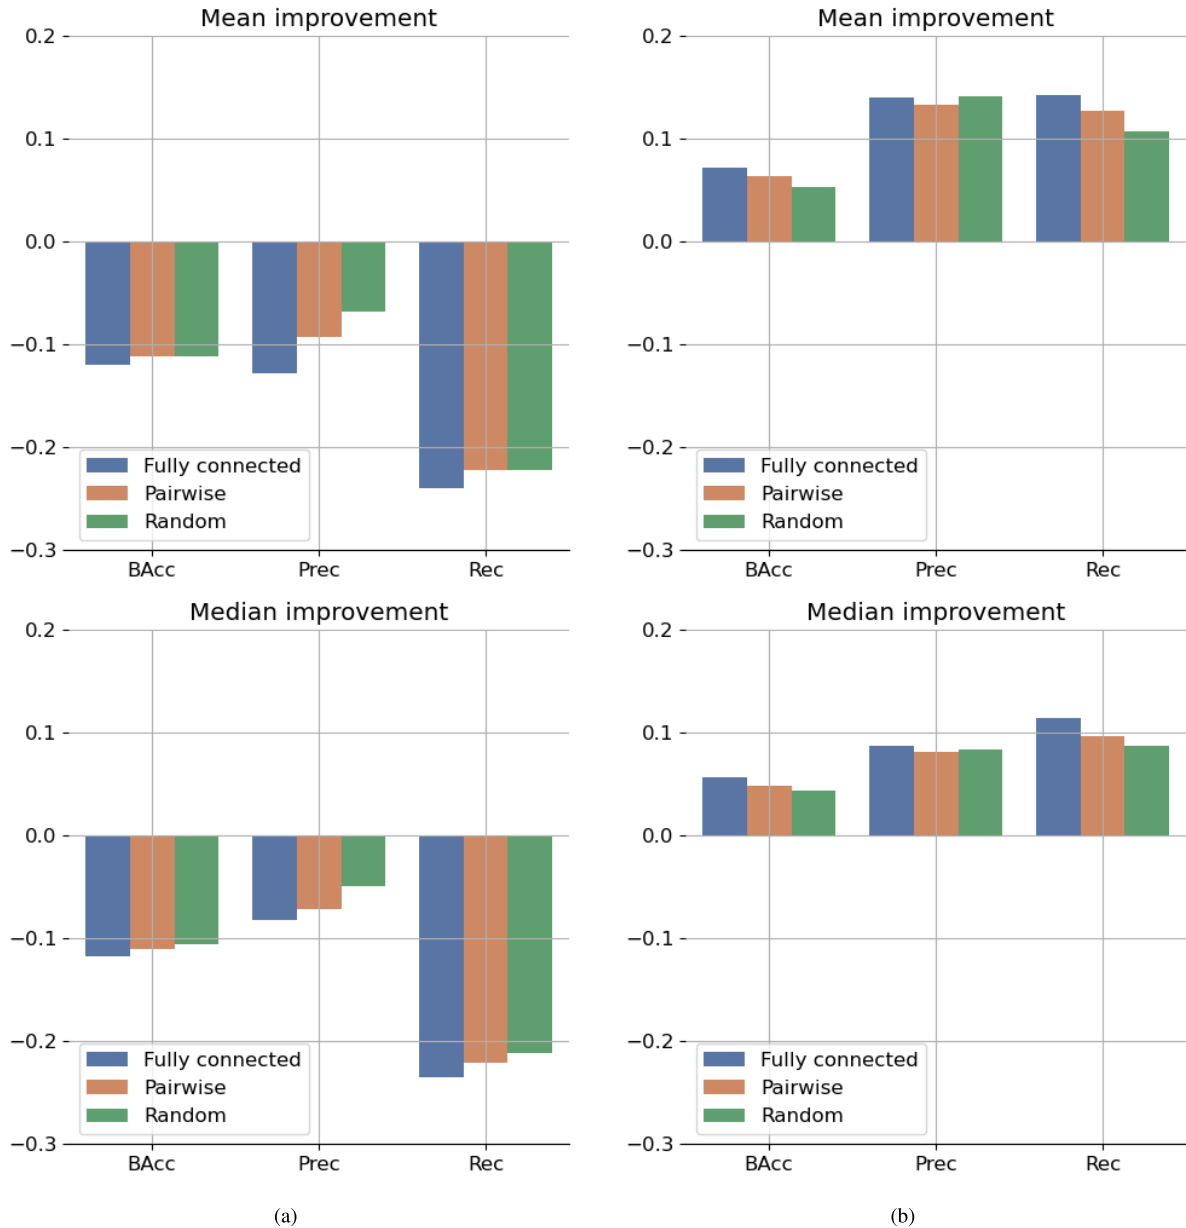 Mean improvement
0.2
0.1
0.0
−0.1
−0.2
−0.3
Fully connected
Pairwise
Random
BAcc Prec Rec
Mean improvement
0.2
0.1
0.0
−0.1
−0.2
−0.3
Fully connected
Pairwise
Random
BAcc Prec Rec
Median improvement
0.2
0.1
0.0
−0.1
−0.2
−0.3
Fully connected
Pairwise
Random
BAcc Prec Rec
Median improvement
0.2
0.1
0.0
−0.1
−0.2
−0.3
Fully connected
Pairwise
Random
BAcc Prec Rec
(a)
(b)